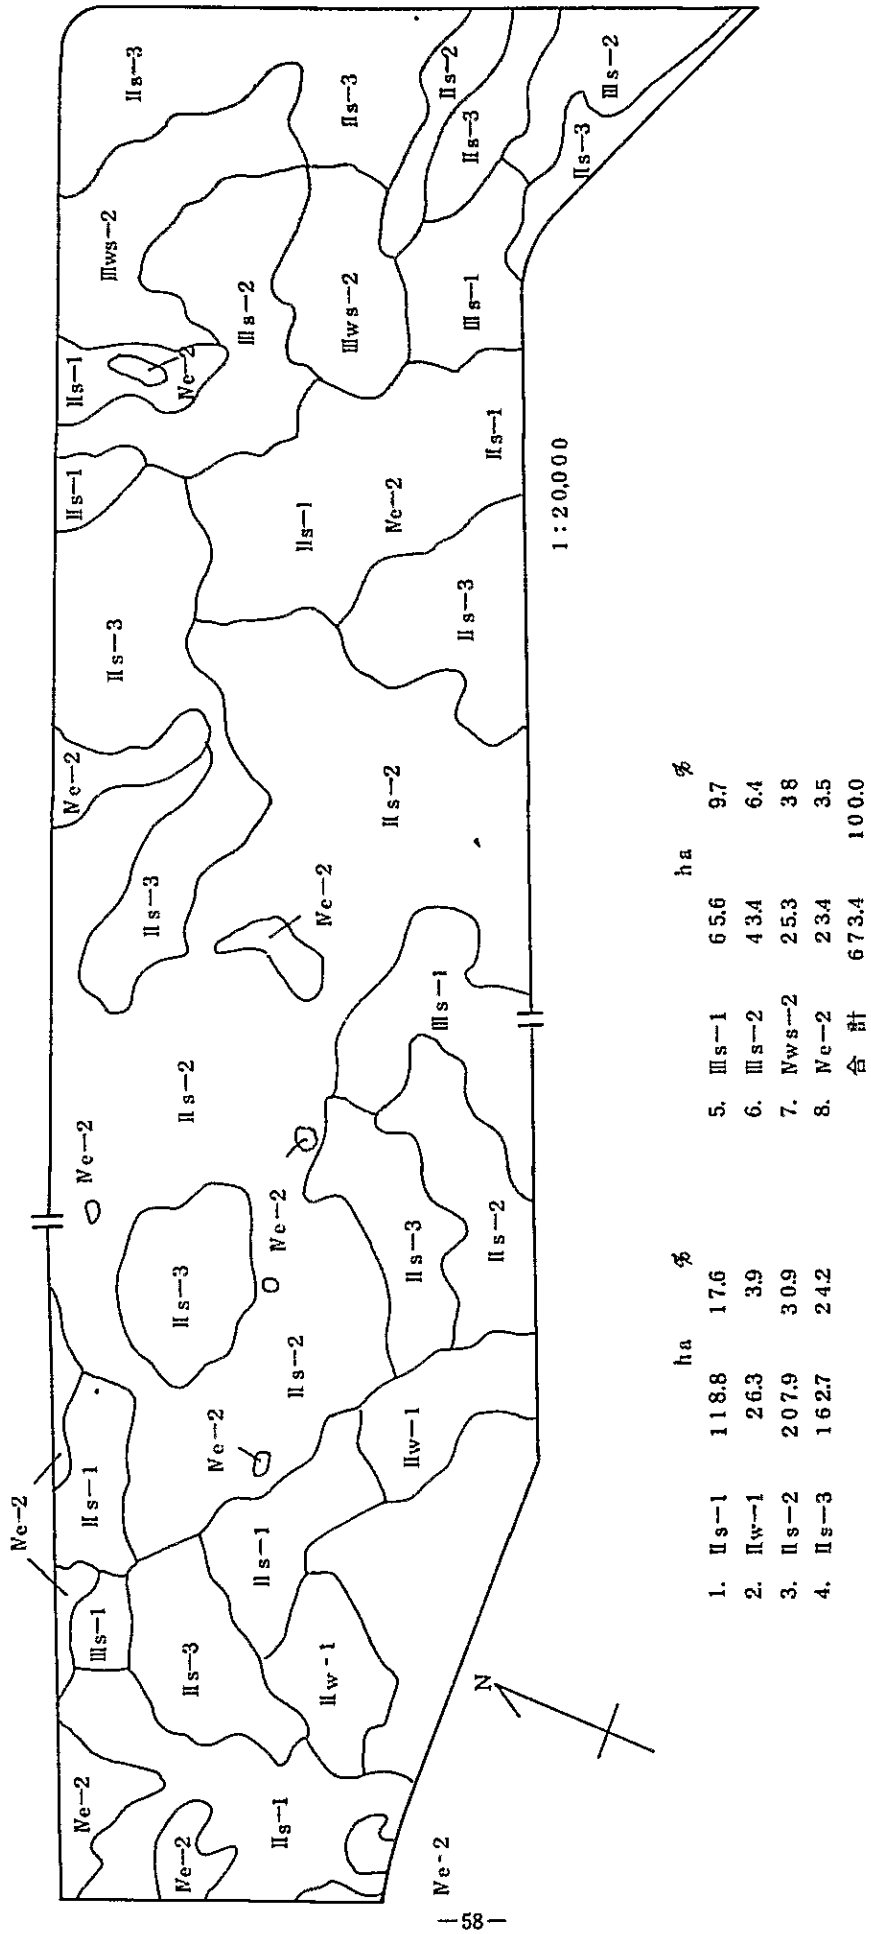 Ⅳe-2
Ⅳe-2
Ⅳe-2
Ⅱs-1
Ⅳe-2
Ⅲs-1
Ⅱs-3
Ⅱw-1
Ⅱs-1
Ⅱs-1
Ⅱw-1
Ⅳe-2
Ⅳe-2
Ⅱs-2
Ⅱs-3
Ⅳe-2
Ⅳe-2
Ⅱs-2
Ⅱs-3
Ⅱs-2
Ⅲs-1
Ⅱs-3
Ⅳe-2
Ⅳe-2
Ⅱs-2
Ⅱs-3
Ⅱs-3
Ⅱs-1
Ⅱs-1
Ⅳe-2
Ⅱs-1
Ⅱs-1
Ⅳe-2
Ⅲws-2
Ⅲs-2
Ⅲws-2
Ⅲs-1
Ⅱs-3
Ⅱs-3
Ⅱs-2
Ⅱs-3
Ⅱs-3
Ⅲs-2
N
1:20,000
ha %
1. Ⅱs-1 118.8 17.6
2. Ⅱw-1 26.3 3.9
3. Ⅱs-2 207.9 30.9
4. Ⅱs-3 162.7 24.2
ha %
5. Ⅲs-1 65.6 9.7
6. Ⅲs-2 43.4 6.4
7. Ⅳws-2 25.3 38
8. Ⅳe-2 23.4 3.5
合計 673.4 100.0
-58-